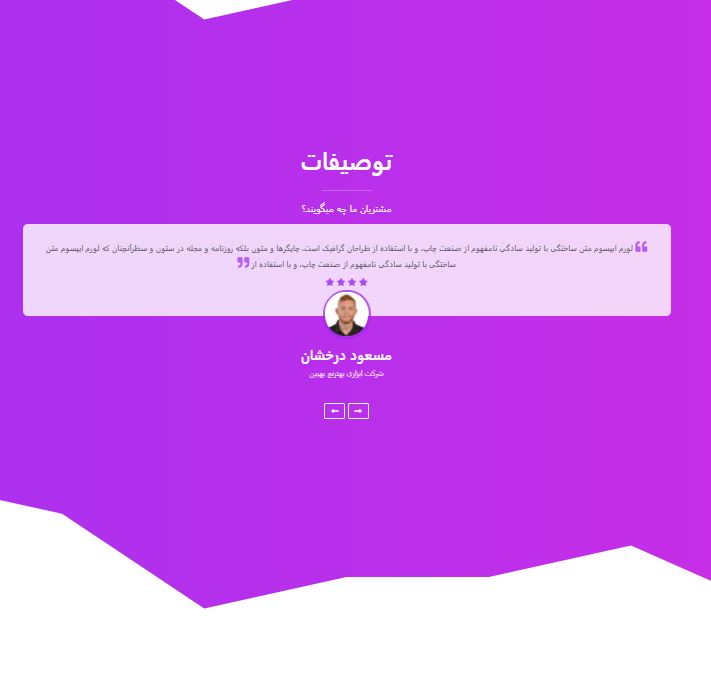 توصیفات
مشتریان ما چه میگویند؟
لورم ایپسوم متن ساختگی با تولید سادگی نامفهوم از صنعت چاپ، و با استفاده از طراحان گرافیک است، چاپگرها و متون بلکه روزنامه و مجله در ستون و سطرآنچنان که لورم ایپسوم متن
ساختگی با تولید سادگی نامفهوم از صنعت چاپ، و با استفاده از
مسعود درخشان
شرکت ابزاری بهترنع بهبین